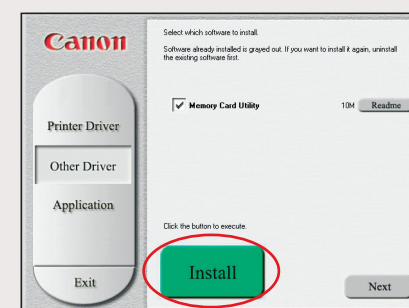 Canon
Select which software to install.
Software already installed is grayed out. If you want to install it again, uninstall
the existing software first.
Memory Card Utility
10M
Readme
Printer Driver
Other Driver
Application
Click the button to execute.
Install
Exit
Next